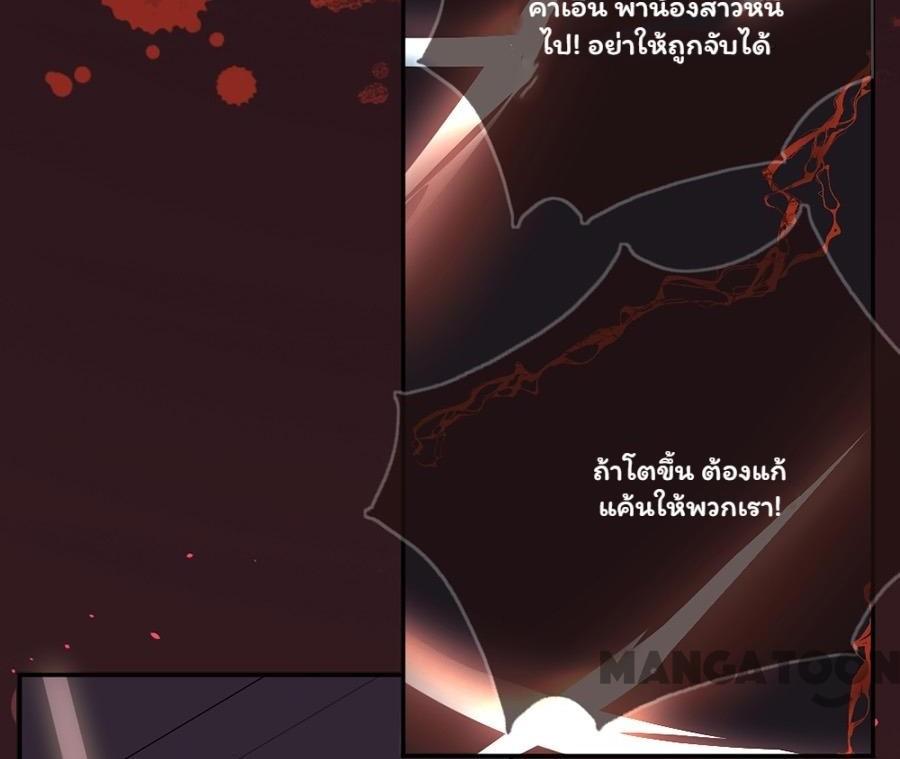 คาเอน พาน้องสาวหนี
ไป! อย่าให้ถูกจับได้
ถ้าโตขึ้น ต้องแก้
แค้นให้พวกเรา!
MANGATOON